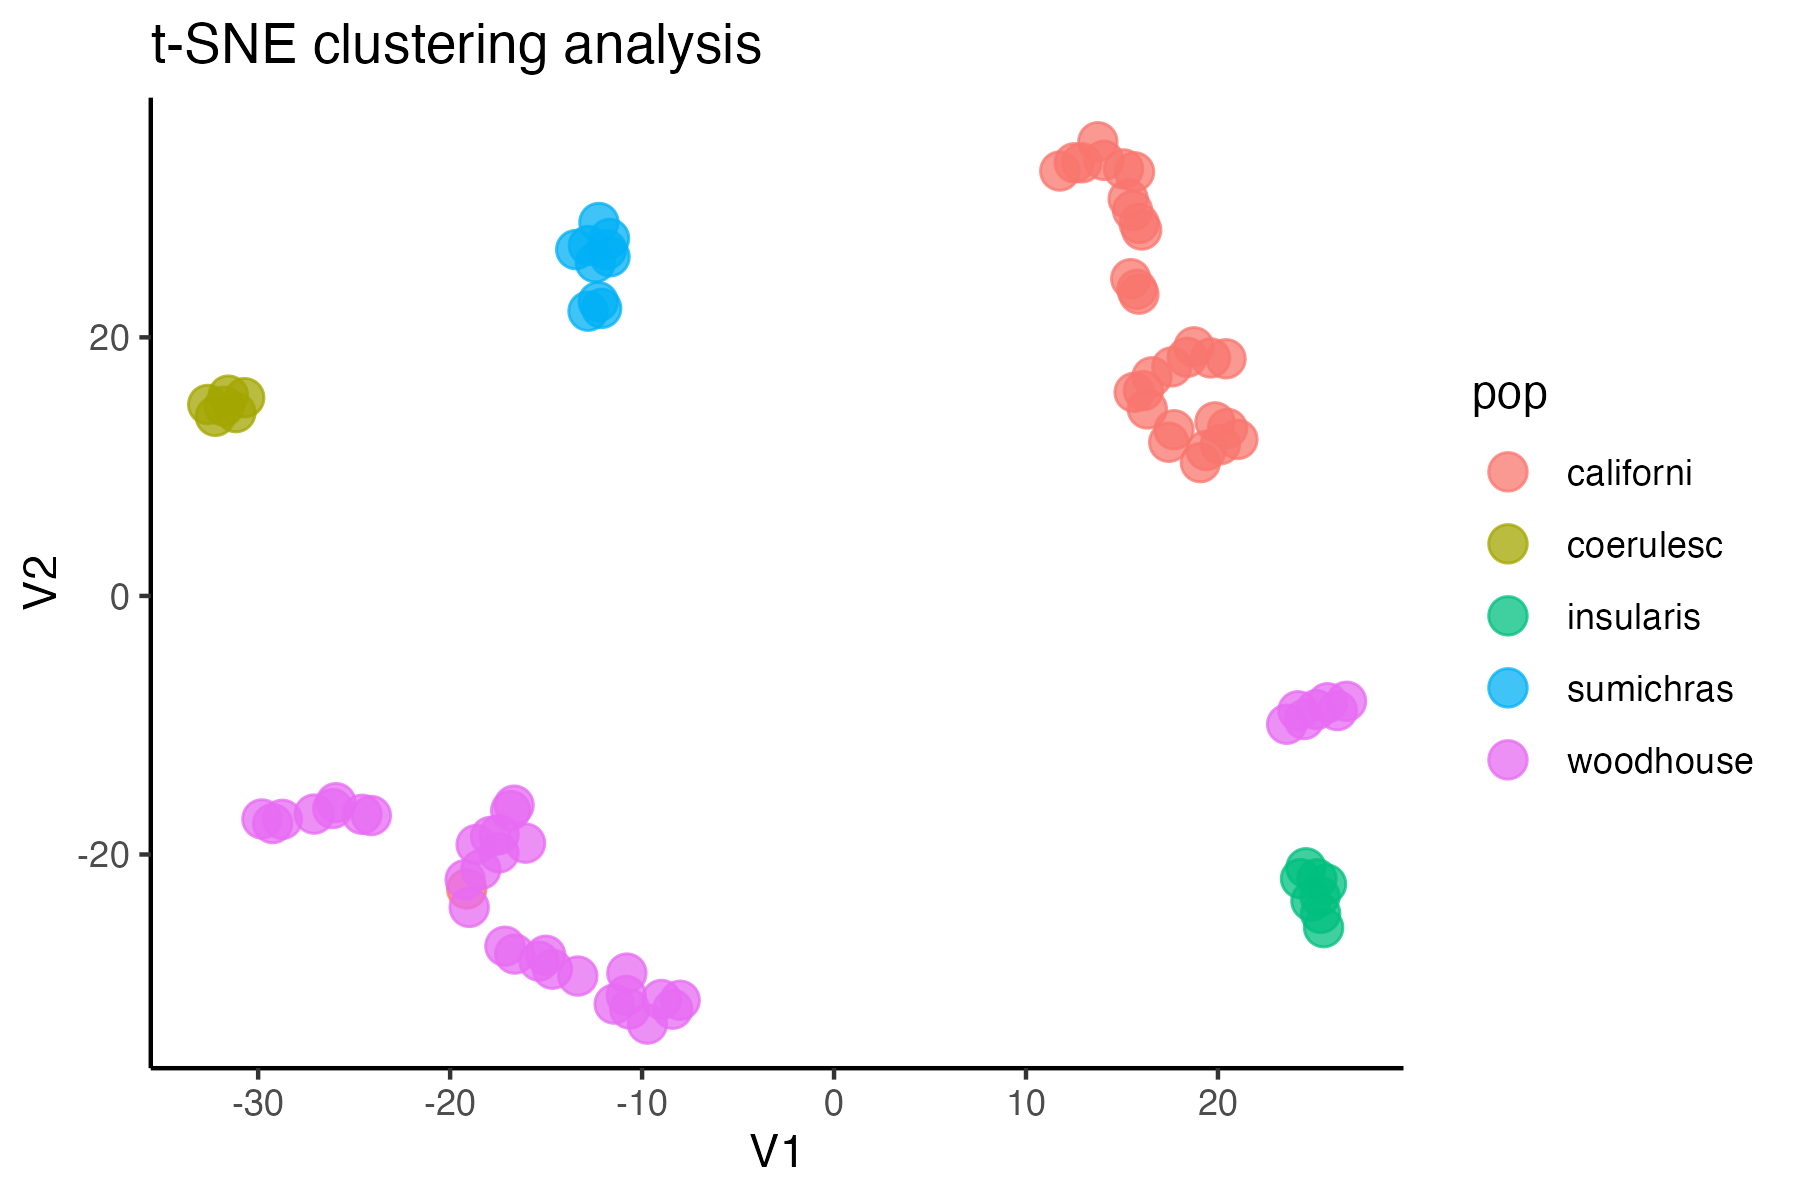 t-SNE clustering analysis
V2
20
0
-20
-30 -20 -10 0 10 20
V1
pop
californi
coerulesc
insularis
sumichras
woodhouse